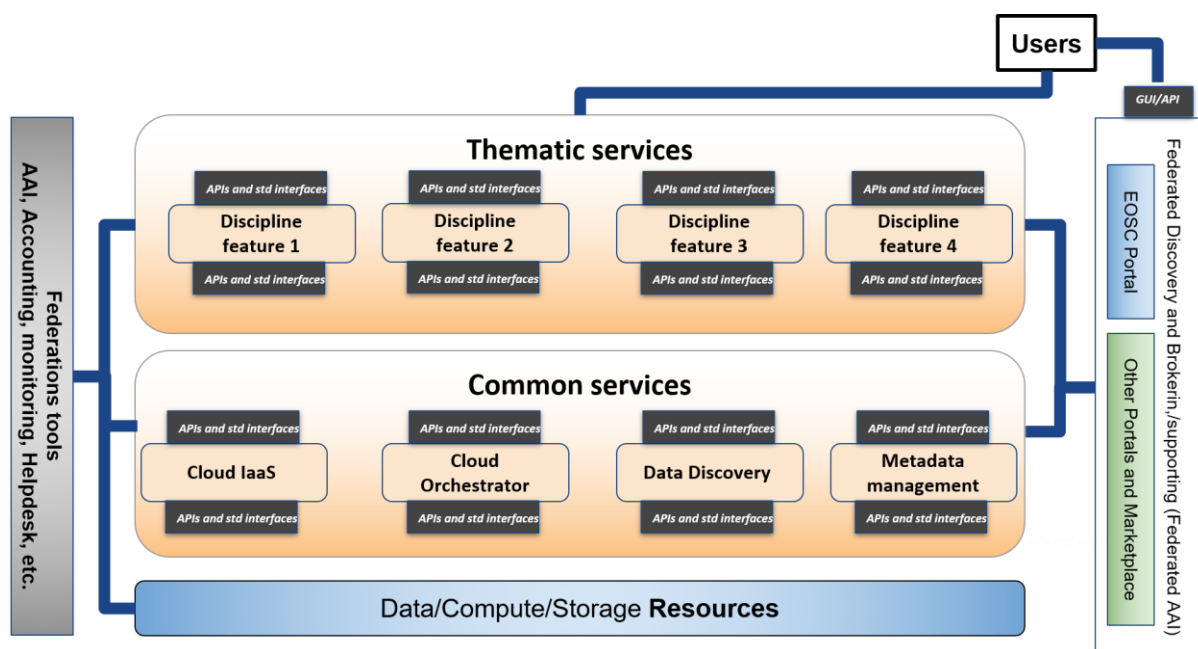 Users
GUI/API
AAI, Accounting, monitoring, Helpdesk, etc.
Federations tools
Thematic services
APIs and std interfaces
APIs and std interfaces
APIs and std interfaces
APIs and std interfaces
Discipline
feature 1
Discipline
feature 2
Discipline
feature 3
Discipline
feature 4
APIs and std interfaces
APIs and std interfaces
APIs and std interfaces
APIs and std interfaces
Common services
APIs and std interfaces
APIs and std interfaces
APIs and std interfaces
APIs and std interfaces
Cloud IaaS
Cloud
Orchestrator
Data Discovery
Metadada
management
APIs and std interfaces
APIs and std interfaces
APIs and std interfaces
APIs and std interfaces
Data/Compute/Storage Resources
Federated Discovery and Brokerin,/supporting (Federated AAI)
EOSC Portal
Other Portals and Marketplace